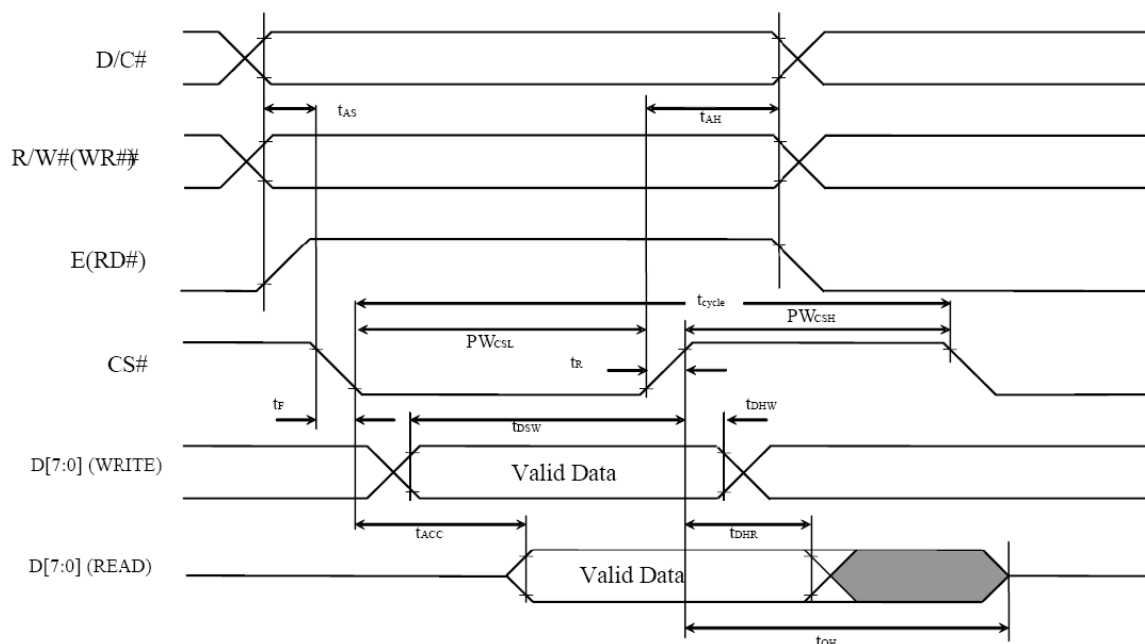 D/C#
tAS
tAH
R/W#(WR##
E(RD#)
tcycle
PWCSH
PWCSL
CS#
tR
tF
tDSW
tDHW
D[7:0] (WRITE)
Valid Data
tACC
tDHR
D[7:0] (READ)
Valid Data
tOH